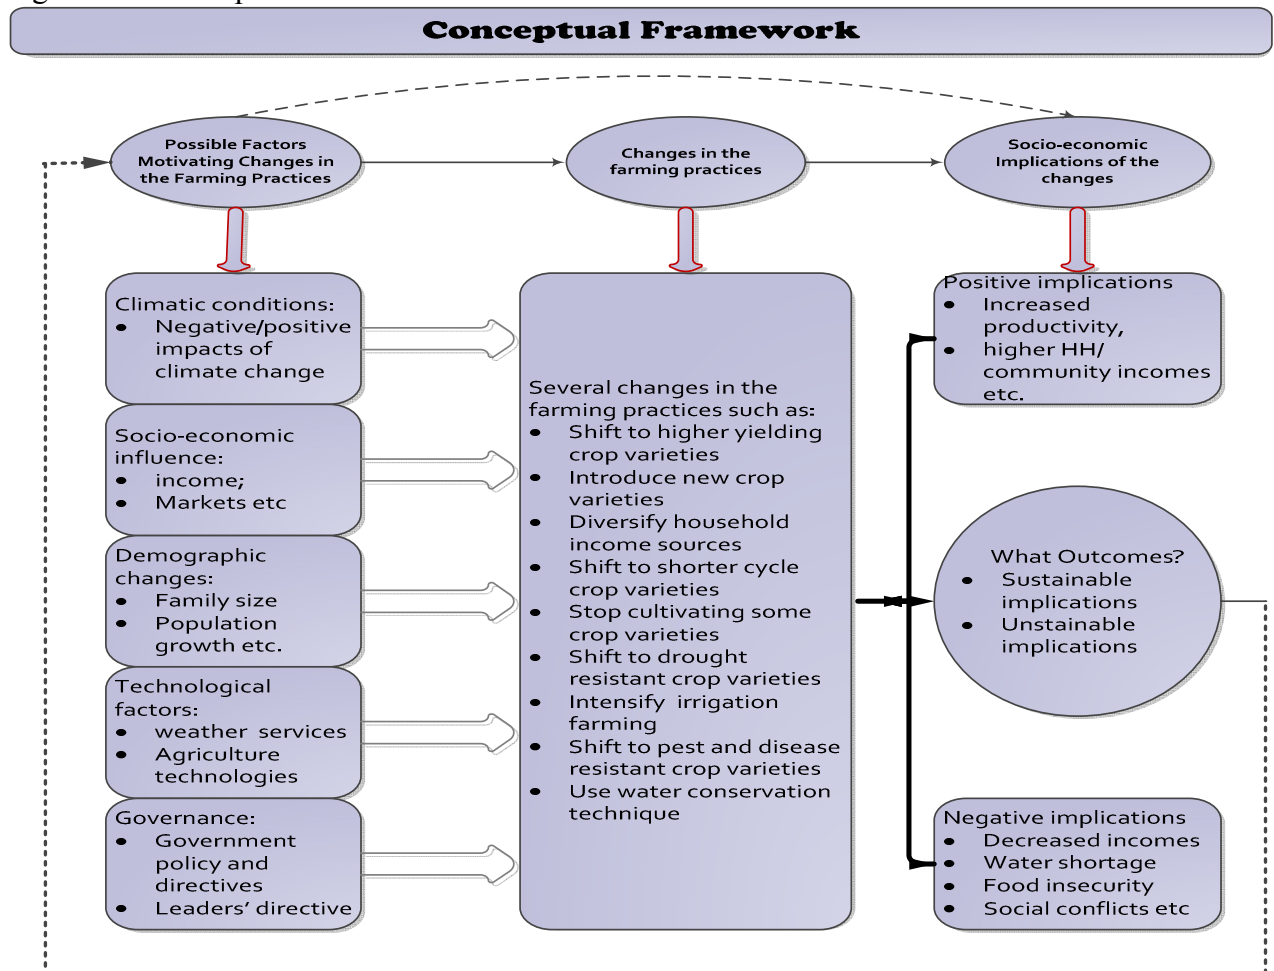 Conceptual Framework
Possible Factors
Motivating Changes in
the Farming Practices
Changes in the
farming practices
Socio-economic
Implications of the
changes
Climatic conditions:
• Negative/positive
impacts of
climate change
Socio-economic
influence:
• income;
• Markets etc
Demographic
changes:
• Family size
• Population
growth etc.
Technological
factors:
• weather services
• Agriculture
technologies
Governance:
• Government
policy and
directives
• Leaders’ directive
Several changes in the
farming practices such as:
• Shift to higher yielding
crop varieties
• Introduce new crop
varieties
• Diversify household
income sources
• Shift to shorter cycle
crop varieties
• Stop cultivating some
crop varieties
• Shift to drought
resistant crop varieties
• Intensify irrigation
farming
• Shift to pest and disease
resistant crop varieties
• Use water conservation
technique
Positive implications
• Increased
productivity,
• higher HH/
community incomes
etc.
What Outcomes?
• Sustainable
implications
• Unstainable
implications
Negative implications
• Decreased incomes
• Water shortage
• Food insecurity
• Social conflicts etc